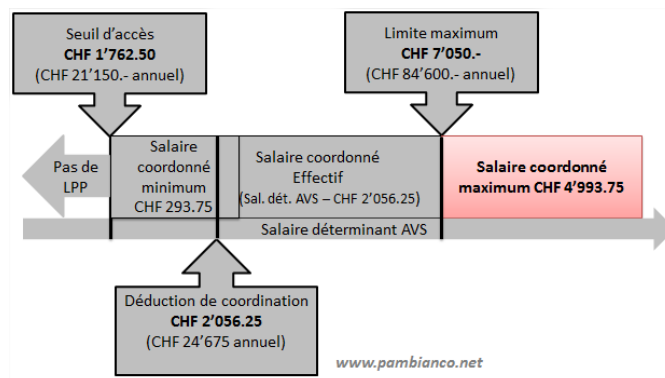 Seuil d'accès
CHF 1'762.50
(CHF 21'150.- annuel)
Limite maximum
CHF 7'050.-
(CHF 84'600.- annuel)
Pas de
LPP
Salaire
coordonné
minimum
CHF 293.75
Salaire coordonné
Effectif
(Sal. dét. AVS – CHF 2'056.25)
Salaire coordonné
maximum CHF 4'993.75
Salaire déterminant AVS
Déduction de coordination
CHF 2'056.25
(CHF 24'675 annuel)
www.pambianco.net